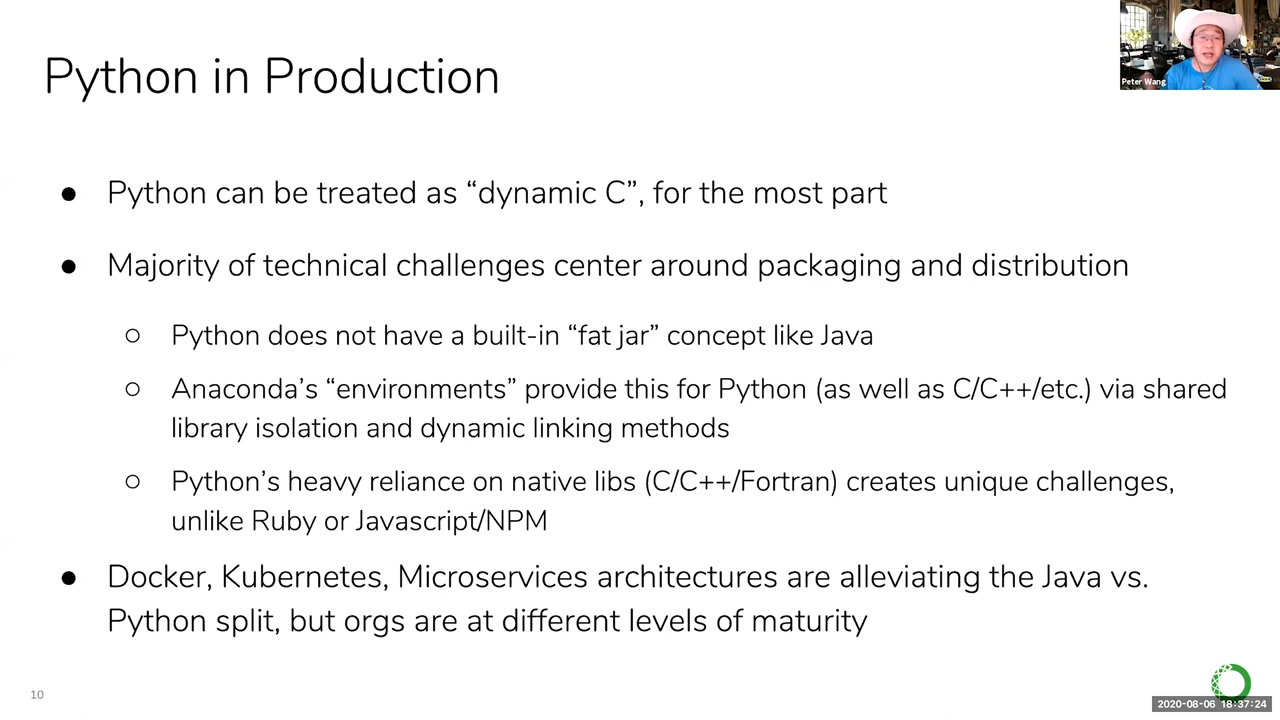 Python in Production
Peter Wang
● Python can be treated as “dynamic C”, for the most part
● Majority of technical challenges center around packaging and distribution
○ Python does not have a built-in “fat jar” concept like Java
○ Anaconda’s “environments” provide this for Python (as well as C/C++/etc.) via shared
library isolation and dynamic linking methods
○ Python’s heavy reliance on native libs (C/C++/Fortran) creates unique challenges,
unlike Ruby or Javascript/NPM
● Docker, Kubernetes, Microservices architectures are alleviating the Java vs.
Python split, but orgs are at different levels of maturity
10
2020-08-06 18:37:24